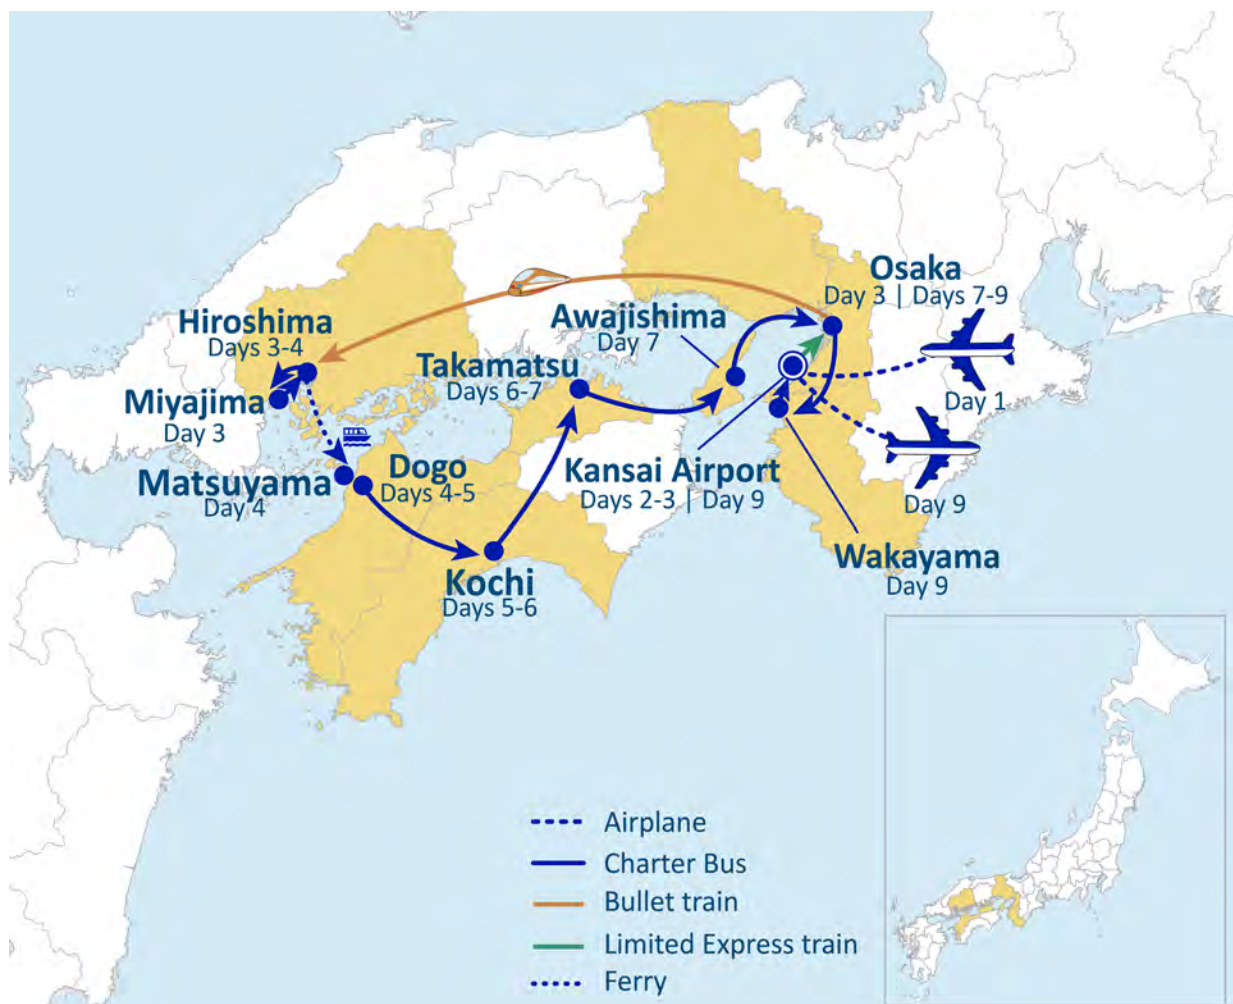 Osaka
Day 3 | Days 7-9
Awajishima
Day 7
Hiroshima
Days 3-4
Takamatsu
Days 6-7
Miyajima
Day 3
Day 1
Matsuyama
Day 4
Dogo
Days 4-5
Kansai Airport
Days 2-3 | Day 9
Day 9
Wakayama
Day 9
Kochi
Days 5-6
Airplane
Charter Bus
Bullet train
Limited Express train
Ferry